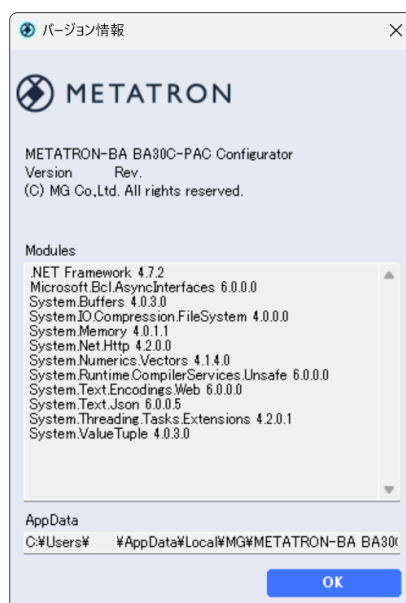 バージョン情報
METATRON
METATRON-BA BA30C-PAC Configurator
Version Rev.
(C) MG Co.,Ltd. All rights reserved.
Modules
.NET Framework 4.7.2
Microsoft.Bcl.AsyncInterfaces 6.0.0.0
System.Buffers 4.0.3.0
System.IO.Compression.FileSystem 4.0.0.0
System.Memory 4.0.1.1
System.Net.Http 4.2.0.0
System.Numerics.Vectors 4.1.4.0
System.Runtime.CompilerServices.Unsafe 6.0.0.0
System.Text.Encodings.Web 6.0.0.0
System.Text.Json 6.0.0.5
System.Threading.Tasks.Extensions 4.2.0.1
System.ValueTuple 4.0.3.0
AppData
C:¥Users¥ ¥AppData¥Local¥MG¥METATRON-BA BA30(
OK